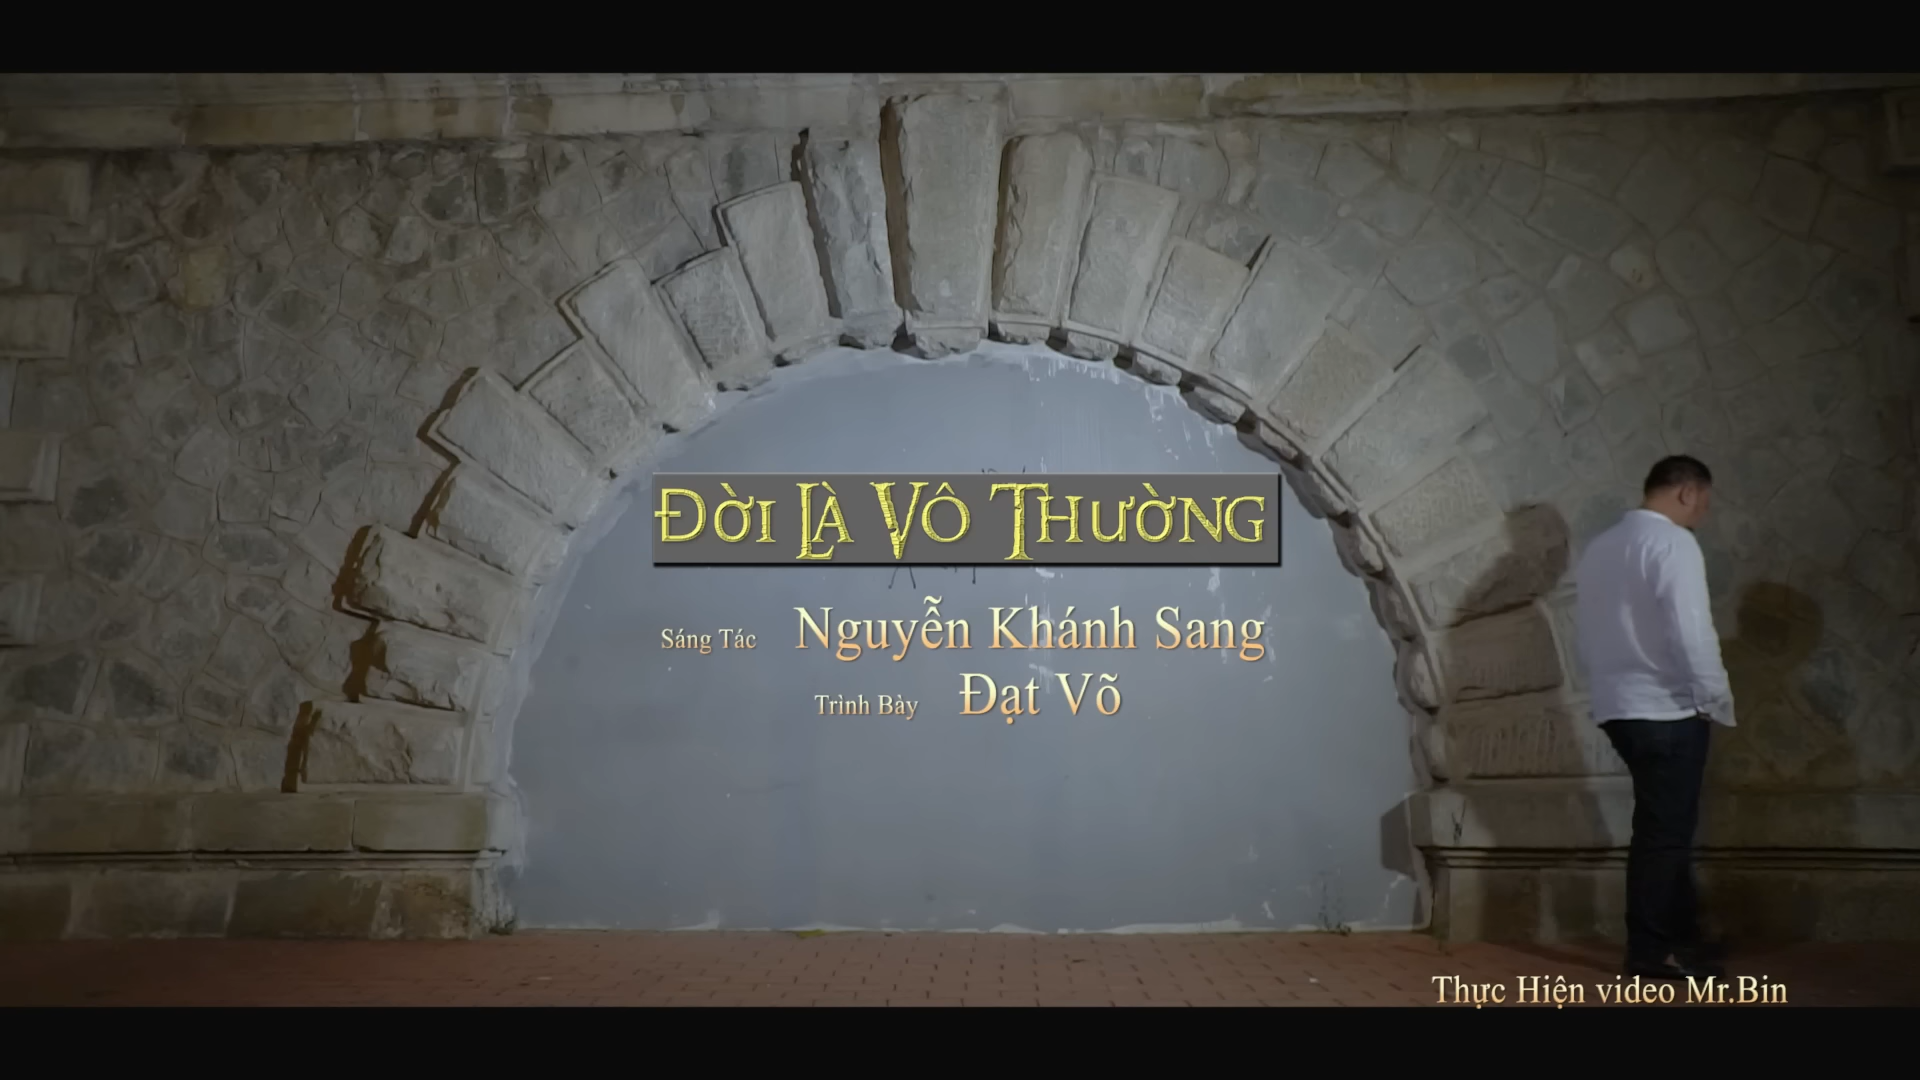 Đời Là Vô Thường
Sáng Tác Nguyễn Khánh Sang
Trình Bày Đạt Võ
Thực Hiện video Mr.Bin